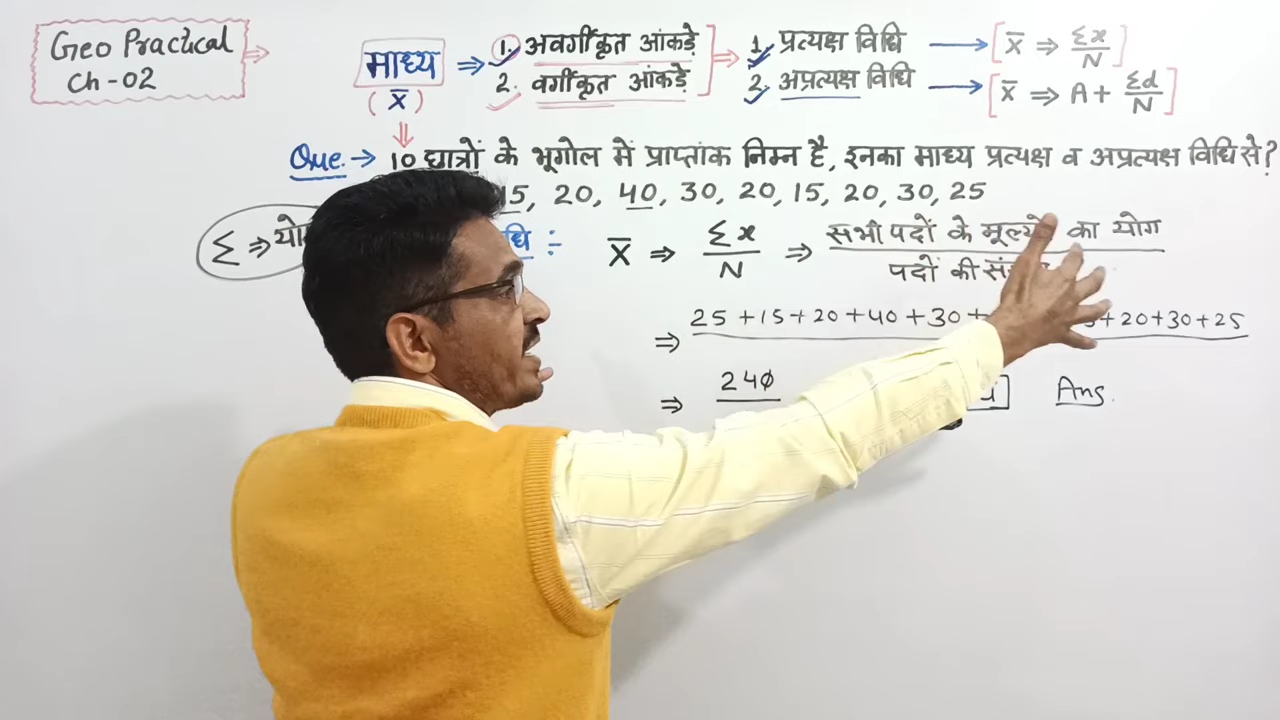 Geo Practical
Ch-02
माध्य
( x̄ )
⇒ 1. अवर्गीकृत आंकड़े
2. वर्गीकृत आंकड़े
⇒ 1. प्रत्यक्ष विधि → [ x̄ ⇒ Σx/N ]
2. अप्रत्यक्ष विधि → [ x̄ ⇒ A + Σd/N ]
Que. → 10 छात्रों के भूगोल में प्राप्तांक निम्न है, इनका माध्य प्रत्यक्ष व अप्रत्यक्ष विधि से?
15, 20, 40, 30, 20, 15, 20, 30, 25
Σ ⇒ विधि ÷ x̄ ⇒ Σx/N ⇒ सभी पदों के मूल्यों का योग
पदों की
⇒ 25 + 15 + 20 + 40 + 30 + +20+30+25
⇒ 240 Ans.